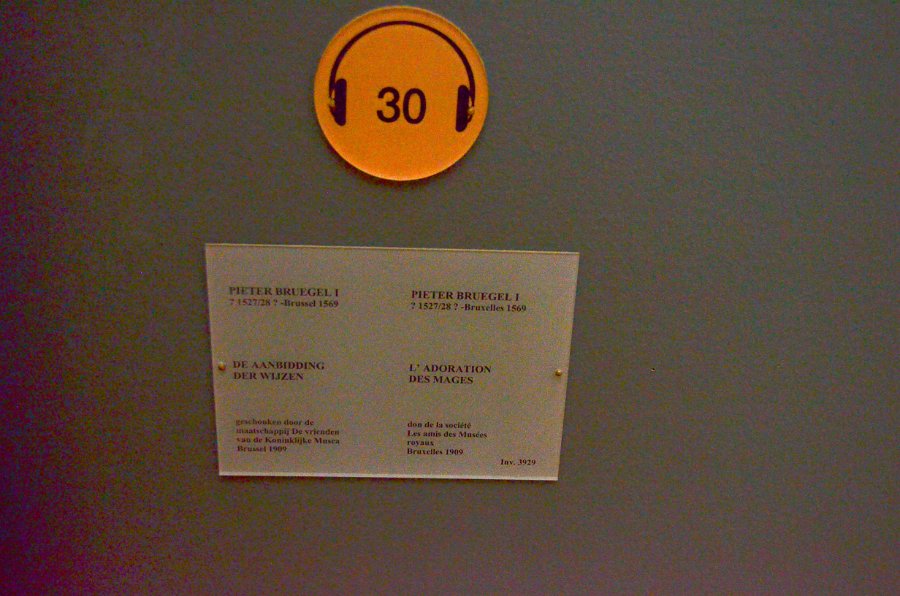 30
PIETER BRUEGEL I
? 1527/28 ? -Brussel 1569
DE AANBIDDING
DER WIJZEN
geschonken door de
maatschappij De vrienden
van de Koninklijke Musea
Brussel 1909
PIETER BRUEGEL I
? 1527/28 ? -Bruxelles 1569
L' ADORATION
DES MAGES
don de la société
Les amis des Musées
royaux
Bruxelles 1909
Inv. 3929